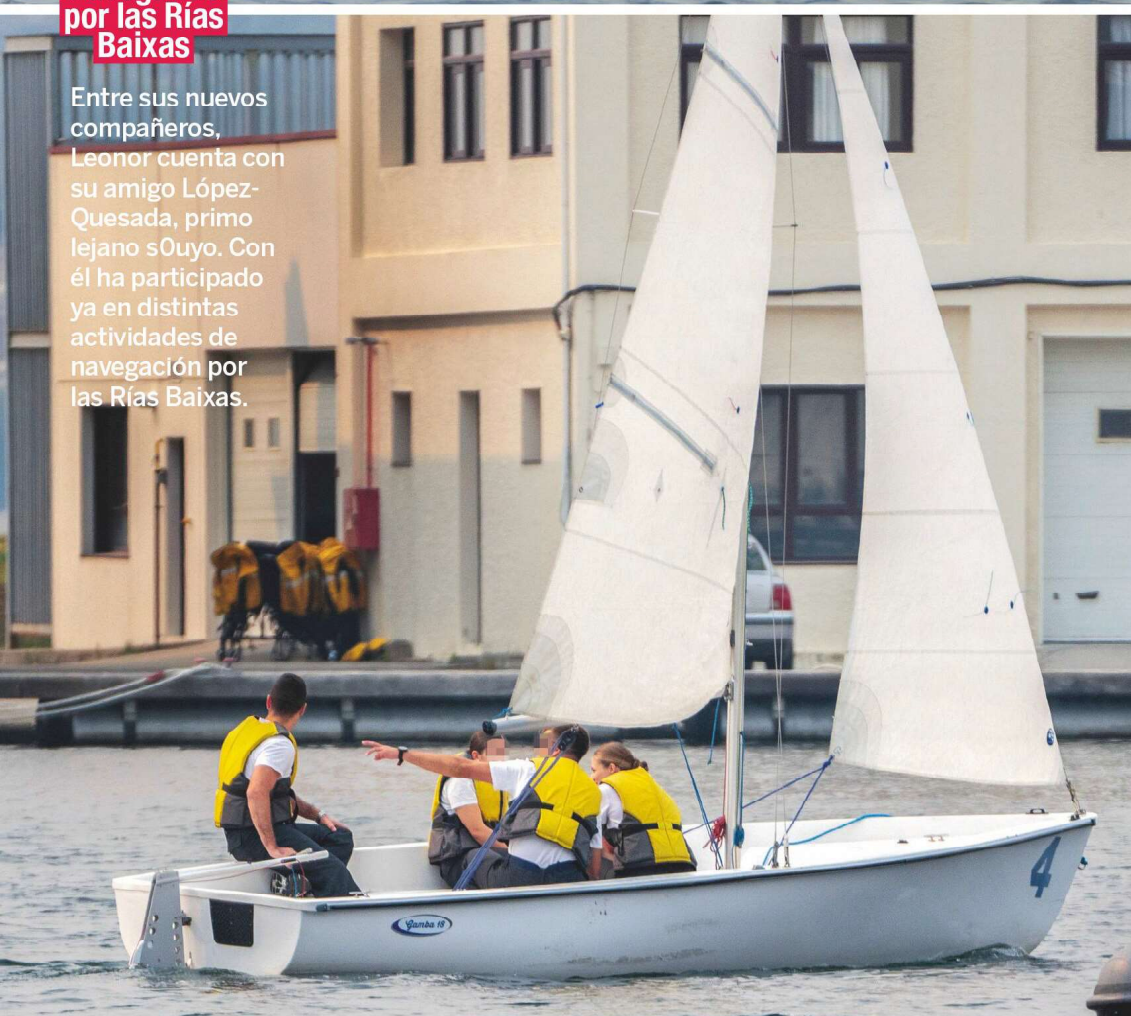 por las Rías
Baixas
Entre sus nuevos
compañeros,
Leonor cuenta con
su amigo López-
Quesada, primo
lejano s0uyo. Con
él ha participado
ya en distintas
actividades de
navegación por
las Rías Baixas.
Gamba 18
4